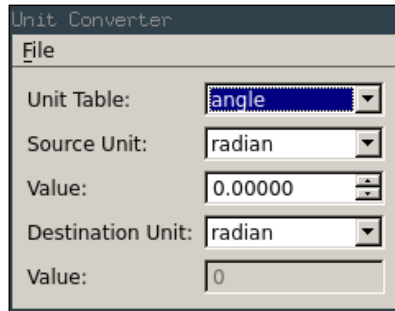 Unit Converter
File
Unit Table: angle
Source Unit: radian
Value: 0.00000
Destination Unit: radian
Value: 0